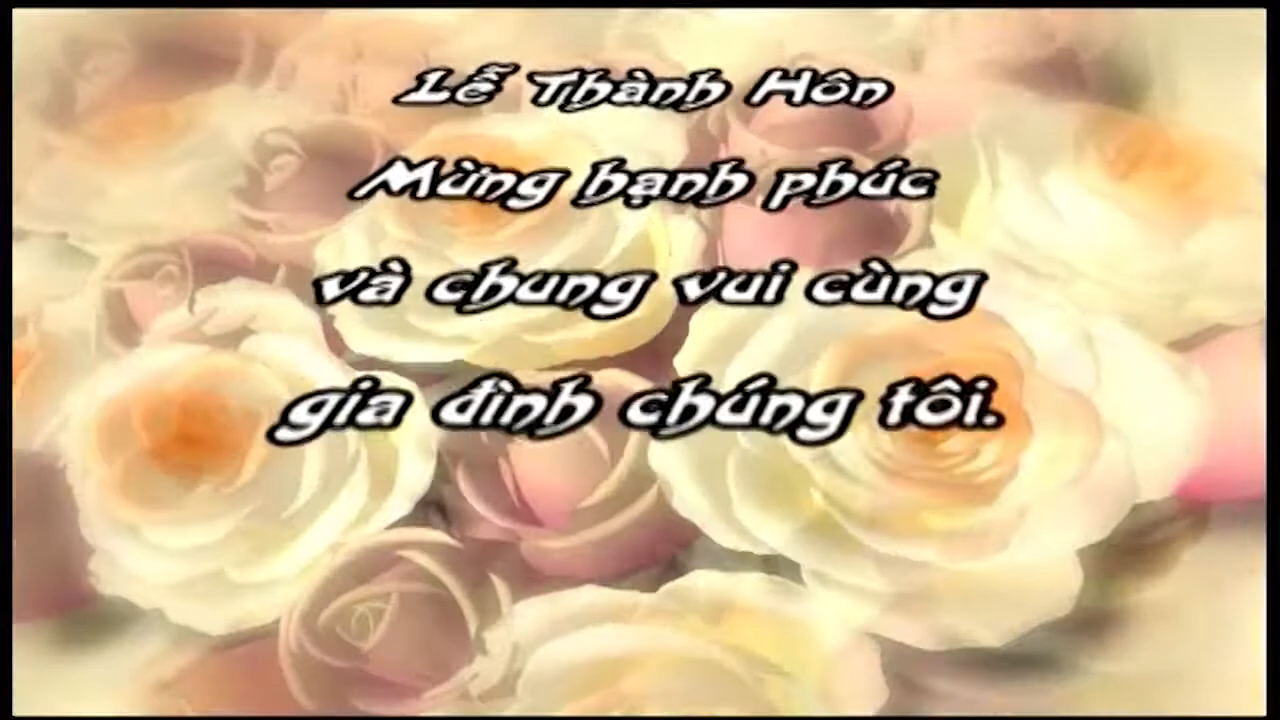 Lễ Thành Hôn
Mừng hạnh phúc
và chung vui cùng
gia đình chúng tôi.